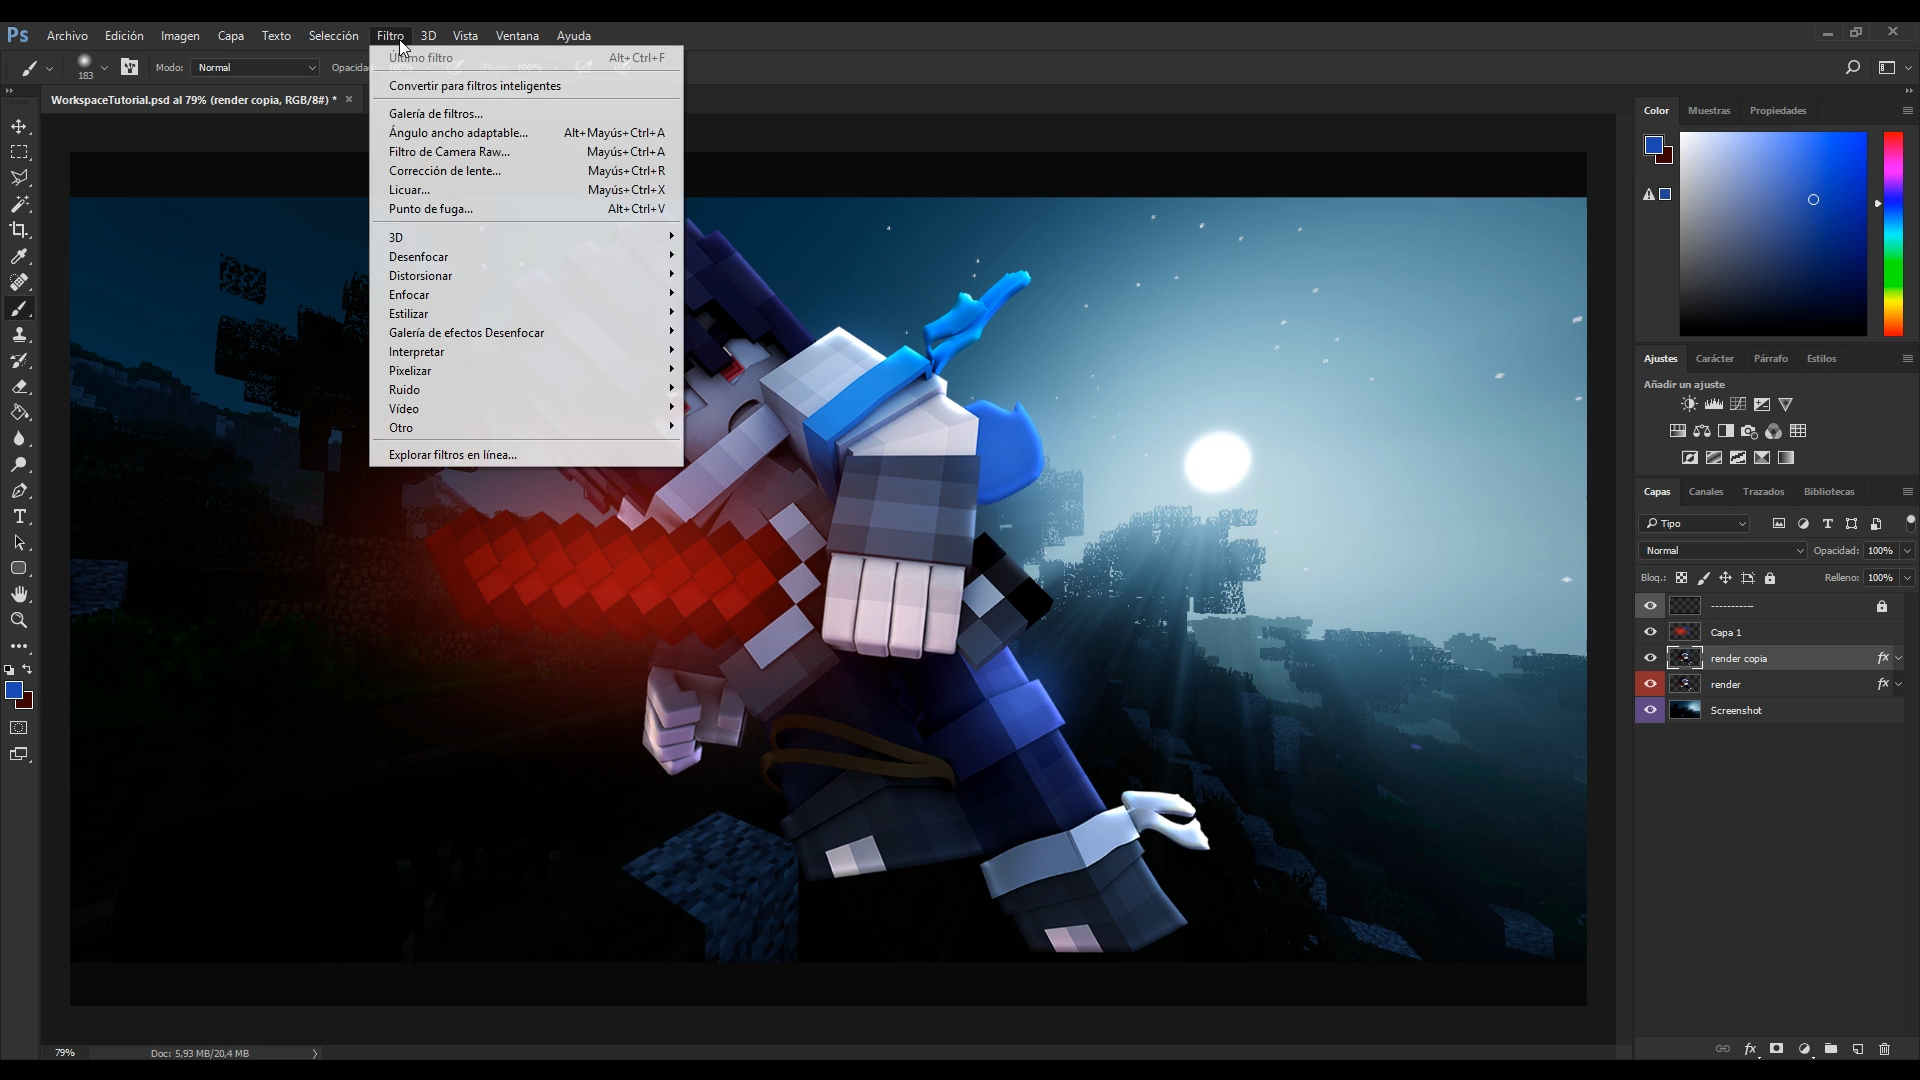 Ps Archivo Edición Imagen Capa Texto Selección Filtro 3D Vista Ventana Ayuda
183 Modo: Normal
WorkspaceTutorial.psd al 79% (render copia, RGB/8#) * ×
Último filtro Alt+Ctrl+F
Convertir para filtros inteligentes
Galería de filtros...
Ángulo ancho adaptable... Alt+Mayús+Ctrl+A
Filtro de Camera Raw... Mayús+Ctrl+A
Corrección de lente... Mayús+Ctrl+R
Licuar... Mayús+Ctrl+X
Punto de fuga... Alt+Ctrl+V
3D
Desenfocar
Distorsionar
Enfocar
Estilizar
Galería de efectos Desenfocar
Interpretar
Pixelizar
Ruido
Vídeo
Otro
Explorar filtros en línea...
Color Muestras Propiedades
Ajustes Carácter Párrafo Estilos
Añadir un ajuste
Capas Canales Trazados Bibliotecas
Tipo
Normal Opacidad: 100%
Bloq.: Relleno: 100%
-----------
Capa 1
render copia fx
render fx
Screenshot
79% Doc: 5,93 MB/20,4 MB
fx